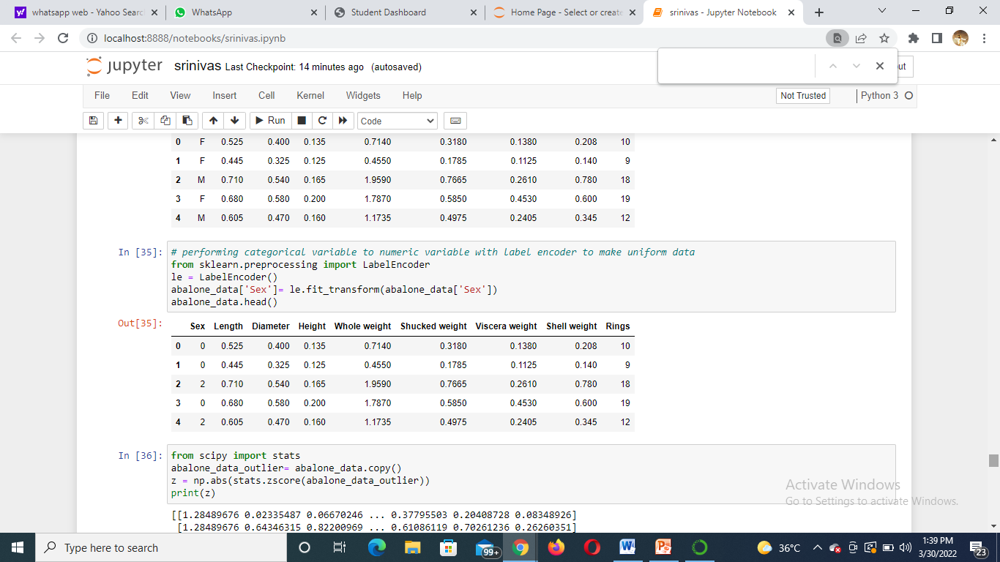 whatsapp web - Yahoo Searc
WhatsApp
Student Dashboard
Home Page - Select or create
srinivas - Jupyter Notebook
localhost:8888/notebooks/srinivas.ipynb
jupyter srinivas Last Checkpoint: 14 minutes ago (autosaved)
ut
File Edit View Insert Cell Kernel Widgets Help
Not Trusted
Python 3
Run
Code
0 F 0.525 0.400 0.135 0.7140 0.3180 0.1380 0.208 10
1 F 0.445 0.325 0.125 0.4550 0.1785 0.1125 0.140 9
2 M 0.710 0.540 0.165 1.9590 0.7665 0.2610 0.780 18
3 F 0.680 0.580 0.200 1.7870 0.5850 0.4530 0.600 19
4 M 0.605 0.470 0.160 1.1735 0.4975 0.2405 0.345 12
In [35]: # performing categorical variable to numeric variable with label encoder to make uniform data
from sklearn.preprocessing import LabelEncoder
le = LabelEncoder()
abalone_data['Sex']= le.fit_transform(abalone_data['Sex'])
abalone_data.head()
Out[35]:
Sex Length Diameter Height Whole weight Shucked weight Viscera weight Shell weight Rings
0 0 0.525 0.400 0.135 0.7140 0.3180 0.1380 0.208 10
1 0 0.445 0.325 0.125 0.4550 0.1785 0.1125 0.140 9
2 2 0.710 0.540 0.165 1.9590 0.7665 0.2610 0.780 18
3 0 0.680 0.580 0.200 1.7870 0.5850 0.4530 0.600 19
4 2 0.605 0.470 0.160 1.1735 0.4975 0.2405 0.345 12
In [36]: from scipy import stats
abalone_data_outlier= abalone_data.copy()
z = np.abs(stats.zscore(abalone_data_outlier))
print(z)
[[1.28489676 0.02335487 0.06670246 ... 0.37795503 0.20408728 0.08348926]
[1.28489676 0.64346315 0.82200969 ... 0.61086119 0.70261236 0.26260351]
Activate Windows
Go to Settings to activate Windows.
Type here to search
99+
36°C
1:39 PM
3/30/2022
23